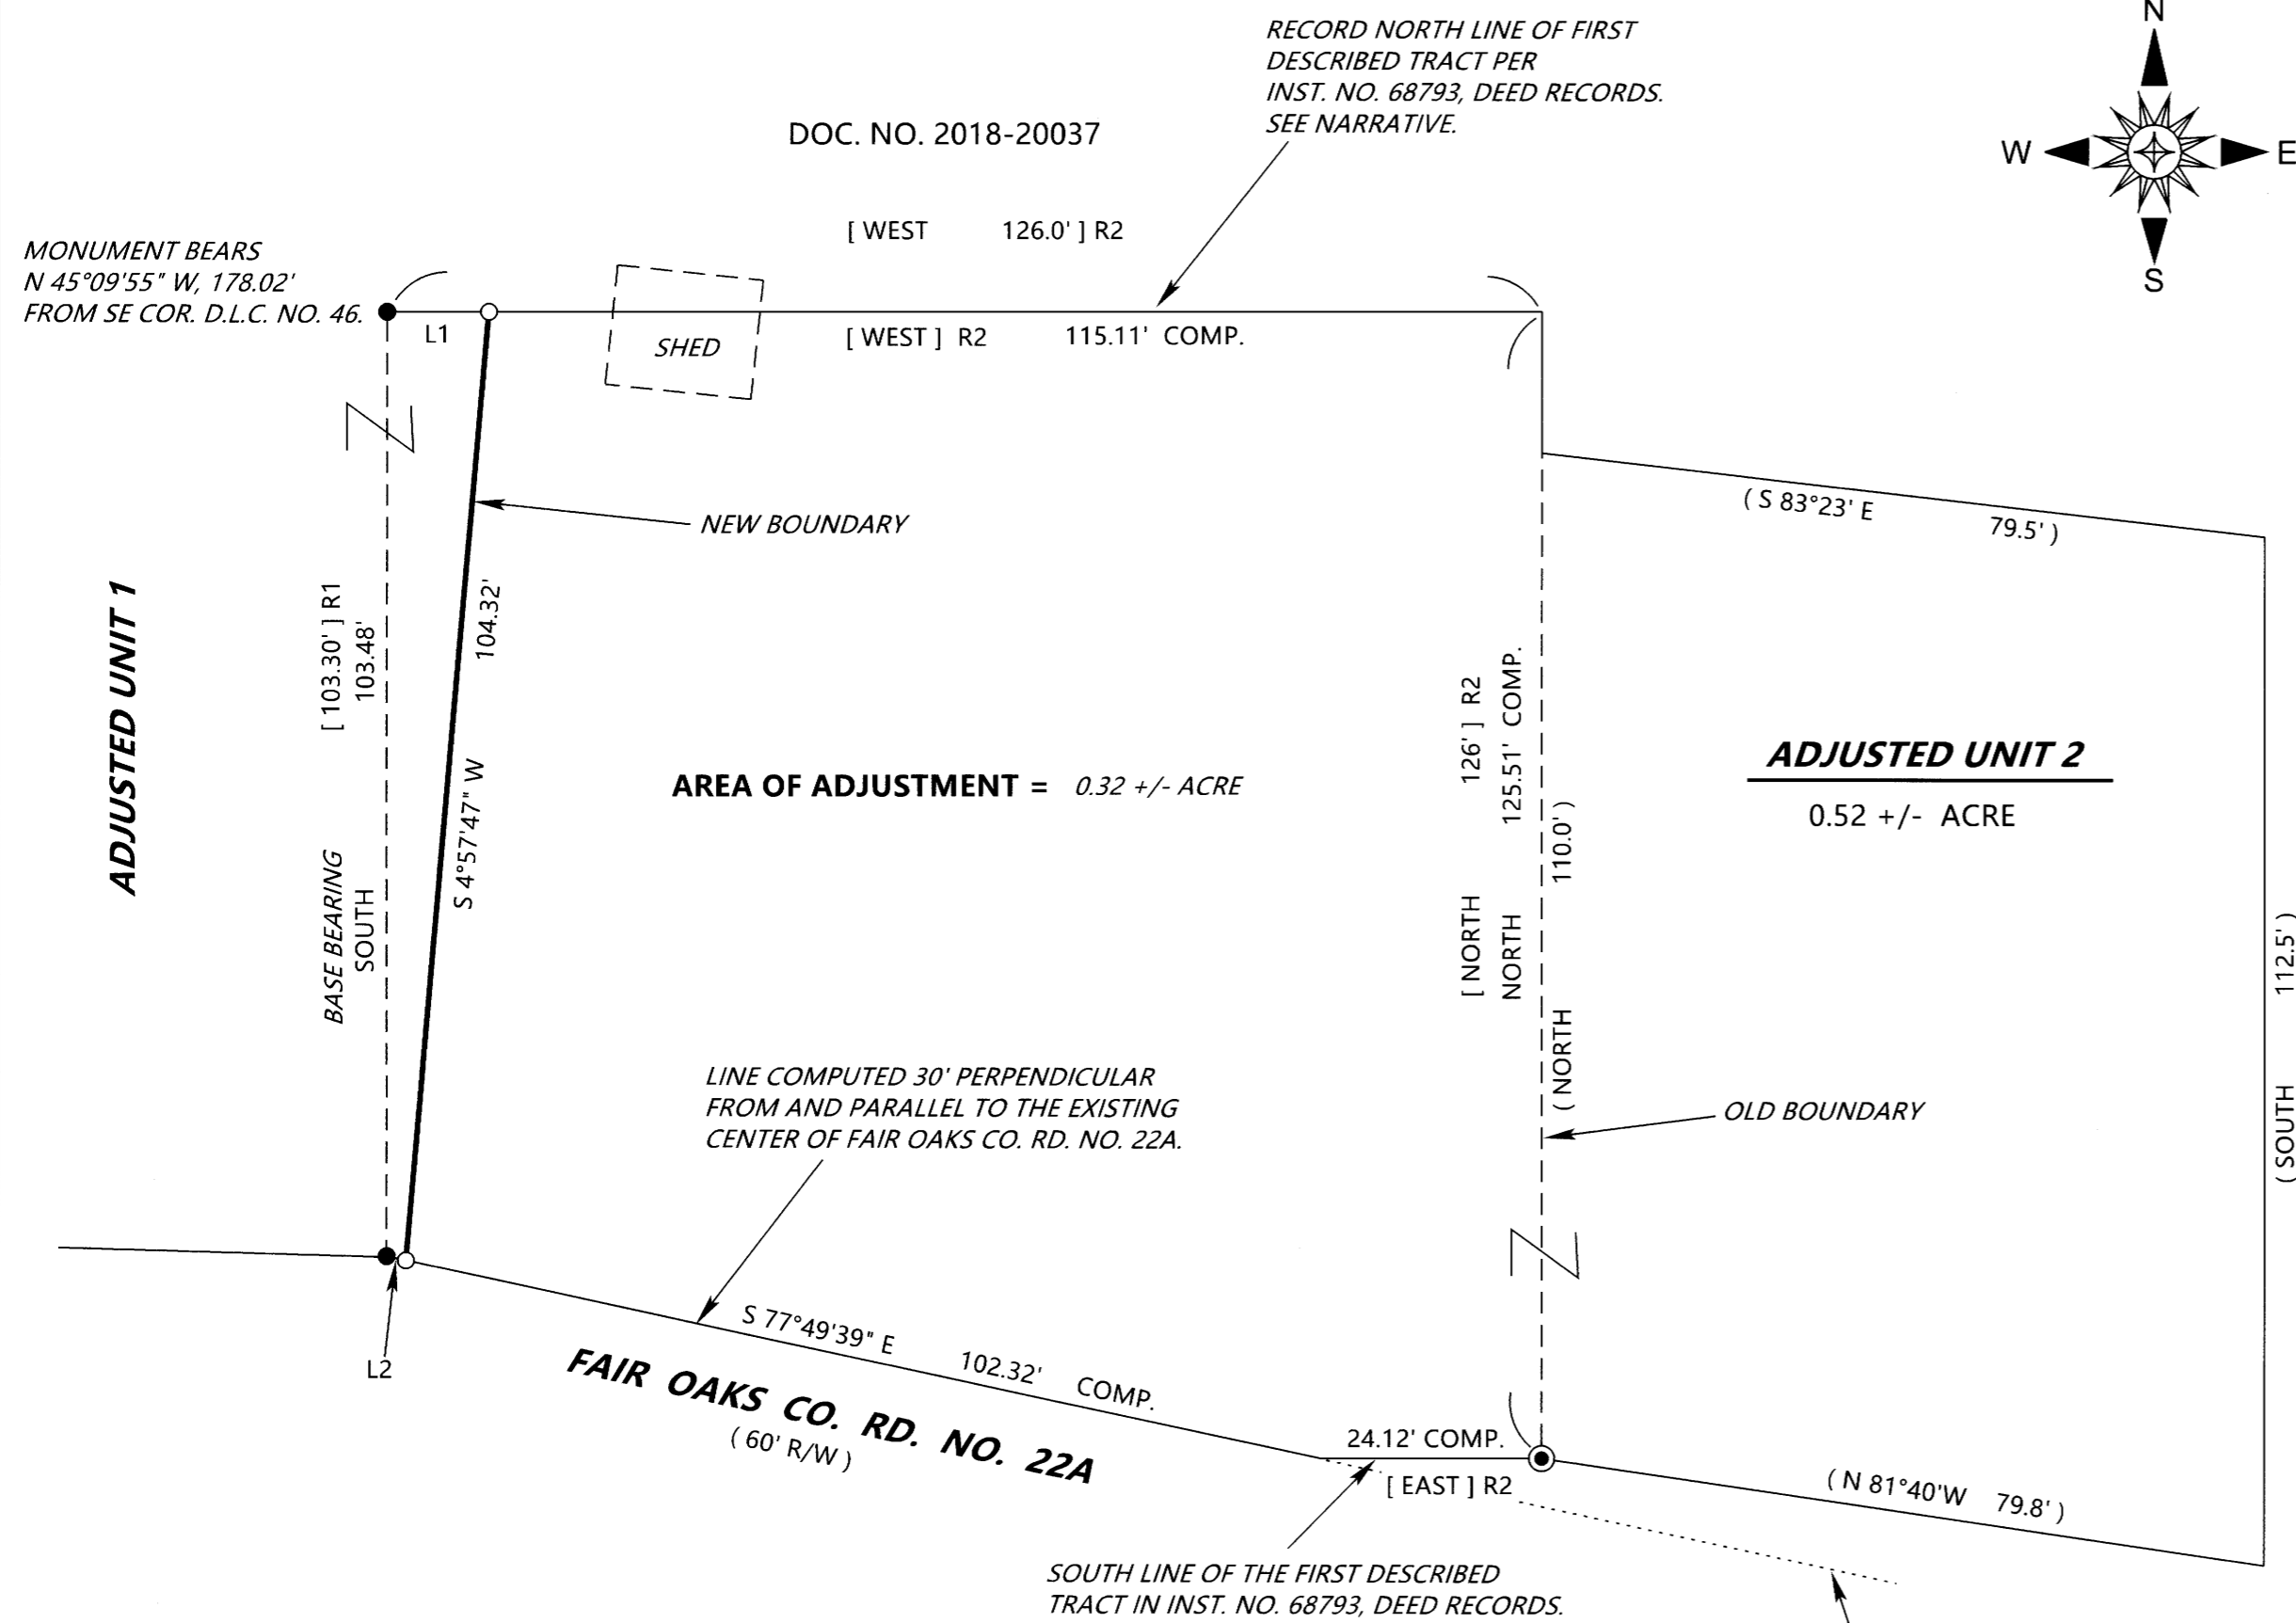 RECORD NORTH LINE OF FIRST
DESCRIBED TRACT PER
INST. NO. 68793, DEED RECORDS.
SEE NARRATIVE.
N
W
E
S
DOC. NO. 2018-20037
[ WEST 126.0' ] R2
MONUMENT BEARS
N 45°09'55" W, 178.02'
FROM SE COR. D.L.C. NO. 46.
L1
SHED
[ WEST ] R2 115.11' COMP.
( S 83°23' E 79.5' )
NEW BOUNDARY
ADJUSTED UNIT 1
[ 103.30' ] R1
103.48'
BASE BEARING
SOUTH
104.32'
S 4°57'47" W
AREA OF ADJUSTMENT = 0.32 +/- ACRE
[ NORTH 126' ] R2
NORTH 125.51' COMP.
( NORTH 110.0' )
ADJUSTED UNIT 2
0.52 +/- ACRE
( SOUTH 112.5' )
LINE COMPUTED 30' PERPENDICULAR
FROM AND PARALLEL TO THE EXISTING
CENTER OF FAIR OAKS CO. RD. NO. 22A.
OLD BOUNDARY
L2
S 77°49'39" E 102.32' COMP.
FAIR OAKS CO. RD. NO. 22A
( 60' R/W )
24.12' COMP.
[ EAST ] R2
( N 81°40'W 79.8' )
SOUTH LINE OF THE FIRST DESCRIBED
TRACT IN INST. NO. 68793, DEED RECORDS.